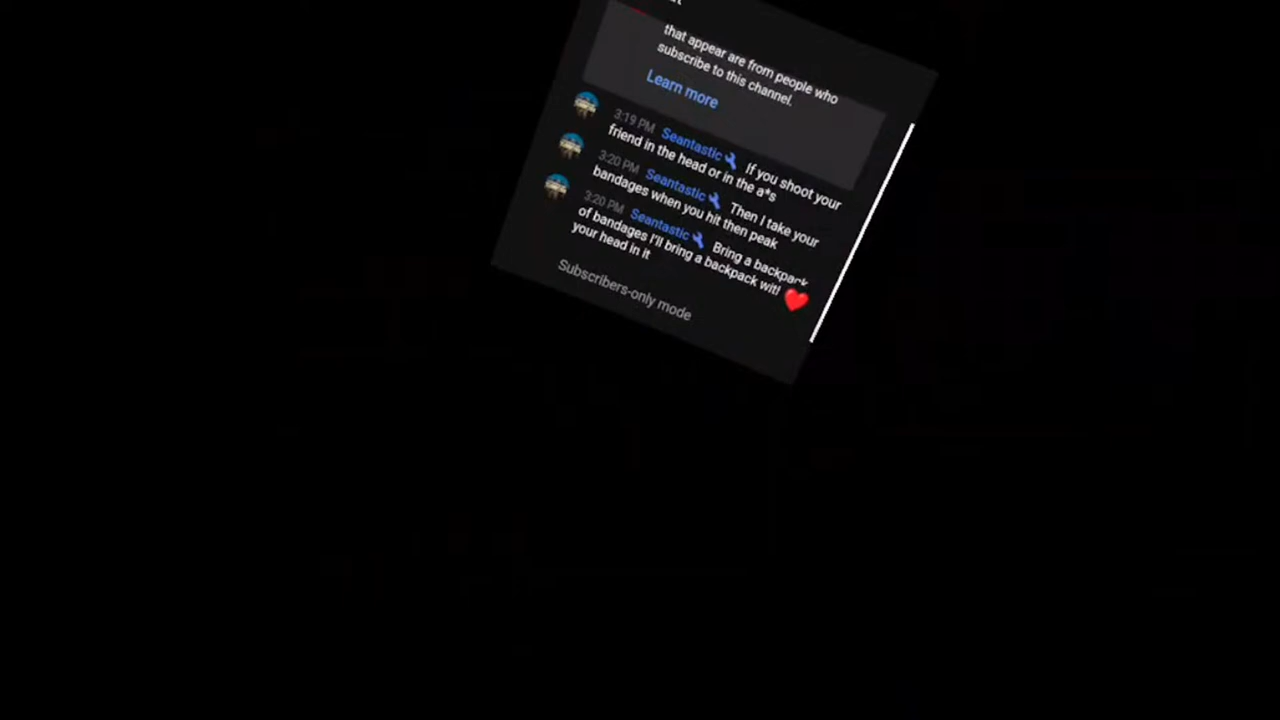 that appear are from people who
subscribe to this channel.
Learn more
3:19 PM Seantastic If you shoot your
friend in the head or in the a*s
3:20 PM Seantastic Then I take your
bandages when you hit then peak
3:20 PM Seantastic Bring a backpack
of bandages I'll bring a backpack with
your head in it
Subscribers-only mode